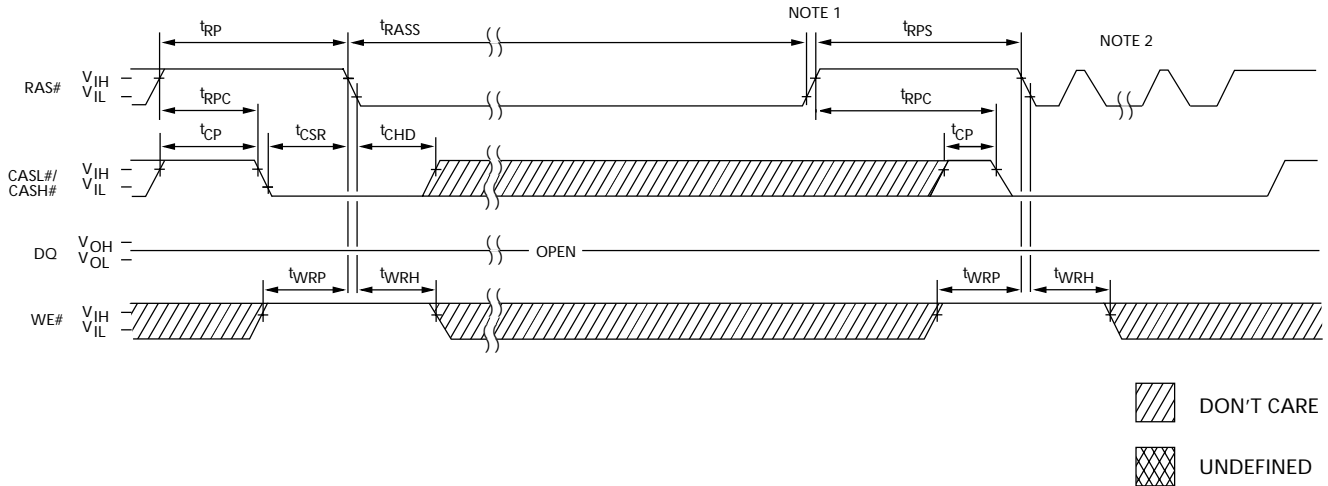 NOTE 1
tRP
tRASS
tRPS
NOTE 2
RAS#
VIH
VIL
tRPC
tRPC
tCP
tCSR
tCHD
tCP
CASL#/
CASH#
VIH
VIL
DQ
VOH
VOL
OPEN
tWRP
tWRH
tWRP
tWRH
WE#
VIH
VIL
DON'T CARE
UNDEFINED